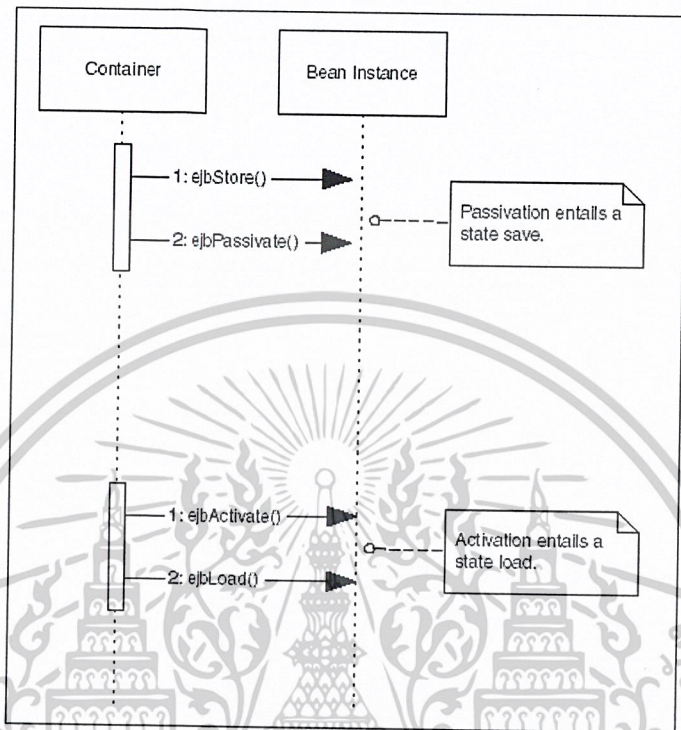 Container
Bean Instance
1: ejbStore()
Passivation entails a
state save.
2: ejbPassivate()
1: ejbActivate()
Activation entails a
state load.
2: ejbLoad()